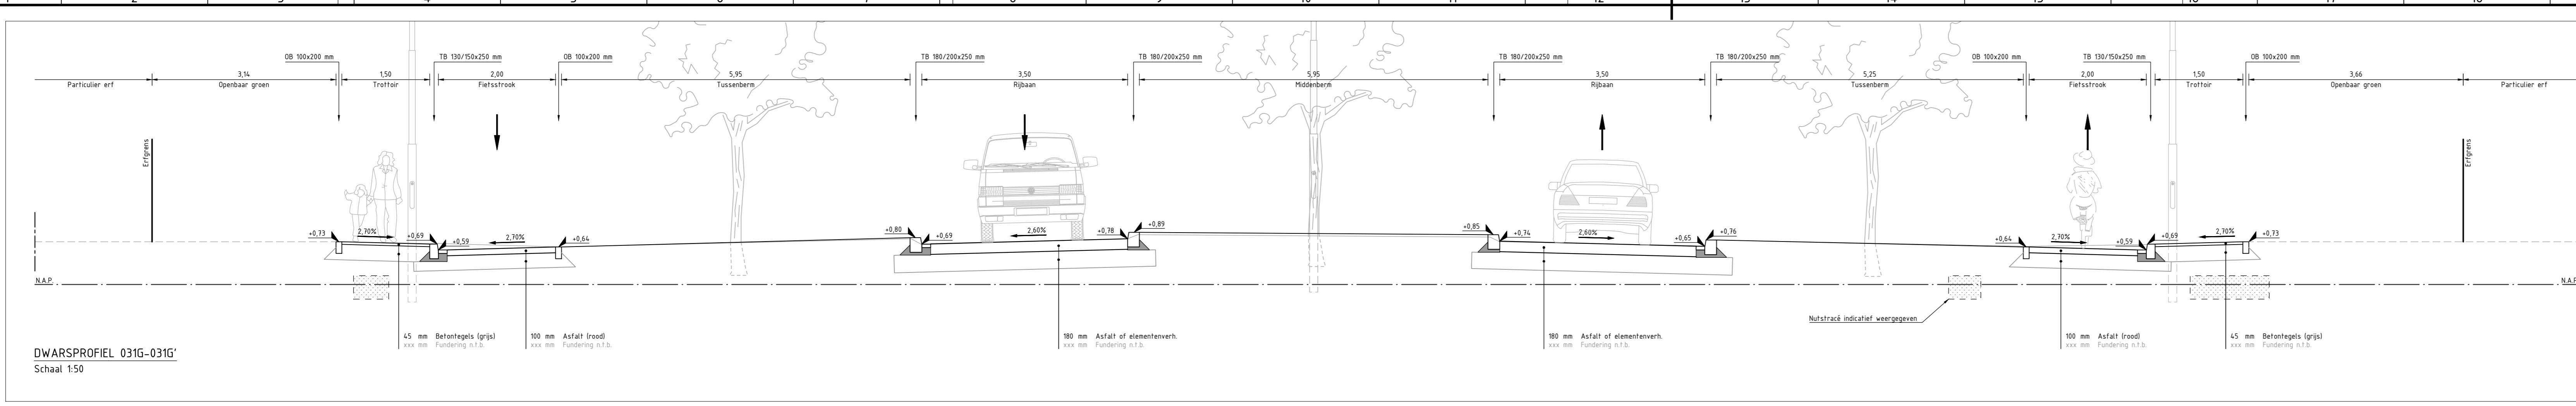 OB 100x200 mm
TB 130/150x250 mm
OB 100x200 mm
TB 180/200x250 mm
TB 180/200x250 mm
TB 180/200x250 mm
TB 180/200x250 mm
OB 100x200 mm
TB 130/150x250 mm
OB 100x200 mm
3,14
1,50
2,00
5,95
3,50
5,95
3,50
5,25
2,00
1,50
3,66
Particulier erf
Openbaar groen
Trottoir
Fietsstrook
Tussenberm
Rijbaan
Middenberm
Rijbaan
Tussenberm
Fietsstrook
Trottoir
Openbaar groen
Particulier erf
Erfgrens
Erfgrens
+0,73
2,70%
+0,69
+0,59
2,70%
+0,64
+0,80
+0,69
2,60%
+0,78
+0,89
+0,85
+0,74
2,60%
+0,65
+0,76
+0,64
2,70%
+0,59
+0,69
2,70%
+0,73
N.A.P.
N.A.P.
Nutstracé indicatief weergegeven
45 mm Betontegels (grijs)
xxx mm Fundering n.t.b.
100 mm Asfalt (rood)
xxx mm Fundering n.t.b.
180 mm Asfalt of elementenverh.
xxx mm Fundering n.t.b.
180 mm Asfalt of elementenverh.
xxx mm Fundering n.t.b.
100 mm Asfalt (rood)
xxx mm Fundering n.t.b.
45 mm Betontegels (grijs)
xxx mm Fundering n.t.b.
DWARSPROFIEL 031G-031G'
Schaal 1:50